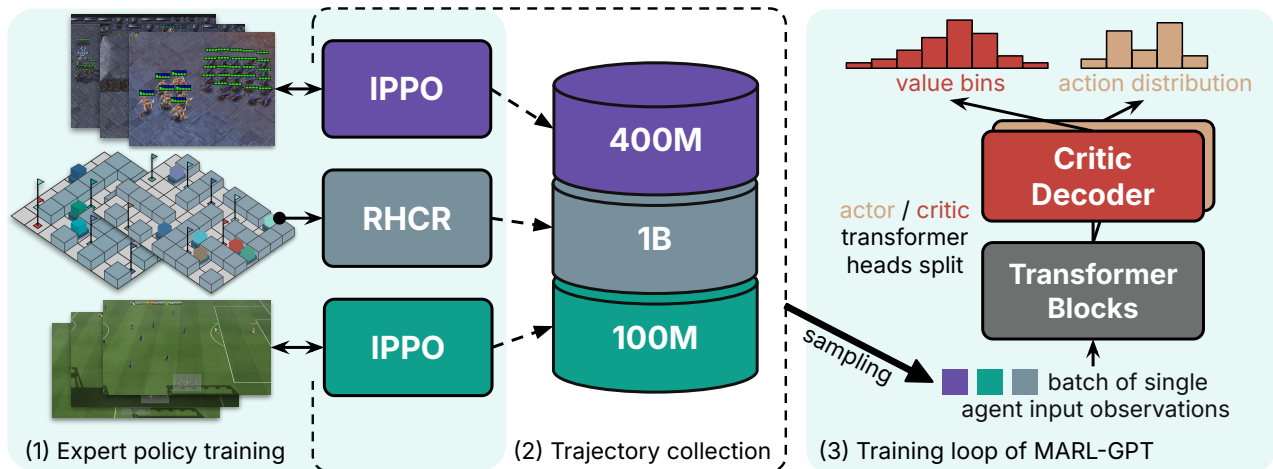 IPPO
RHCR
IPPO
(1) Expert policy training
400M
1B
100M
(2) Trajectory collection
sampling
value bins
action distribution
Critic
Decoder
actor / critic
transformer
heads split
Transformer
Blocks
batch of single
agent input observations
(3) Training loop of MARL-GPT